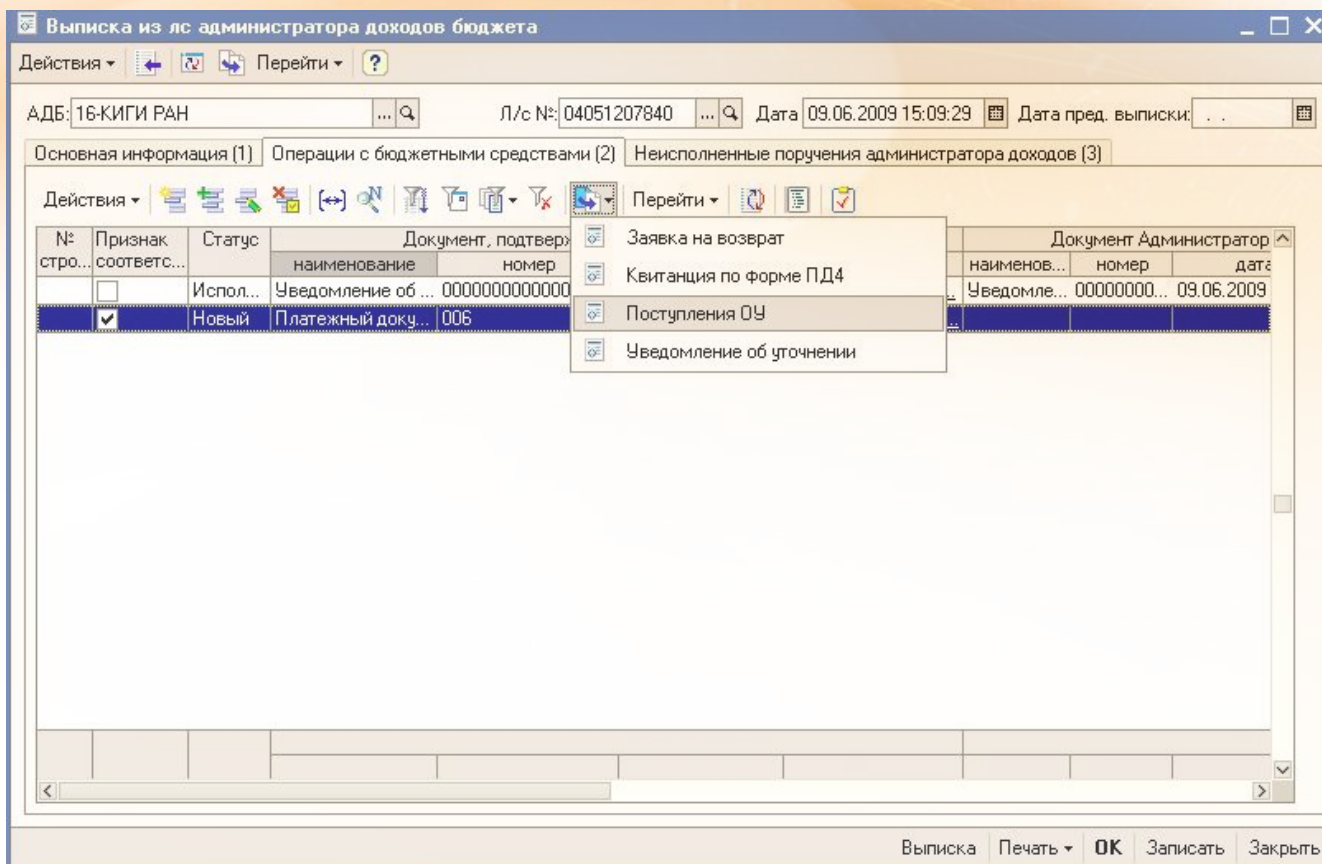 Выписка из лс администратора доходов бюджета
Действия Перейти ?
АДБ: 16-КИГИ РАН ... Л/с №: 04051207840 ... Дата 09.06.2009 15:09:29 Дата пред. выписки: . .
Основная информация (1) Операции с бюджетными средствами (2) Неисполненные поручения администратора доходов (3)
Действия Перейти
№ Признак Статус Документ, подтверж Документ Администратор
стро... соответс... наименование номер наименов... номер дата
Испол... Уведомление об ... 0000000000000 Уведомле... 00000000... 09.06.2009
Новый Платежный доку... 006
Заявка на возврат
Квитанция по форме ПД4
Поступления ОУ
Уведомление об уточнении
Выписка Печать OK Записать Закрыть